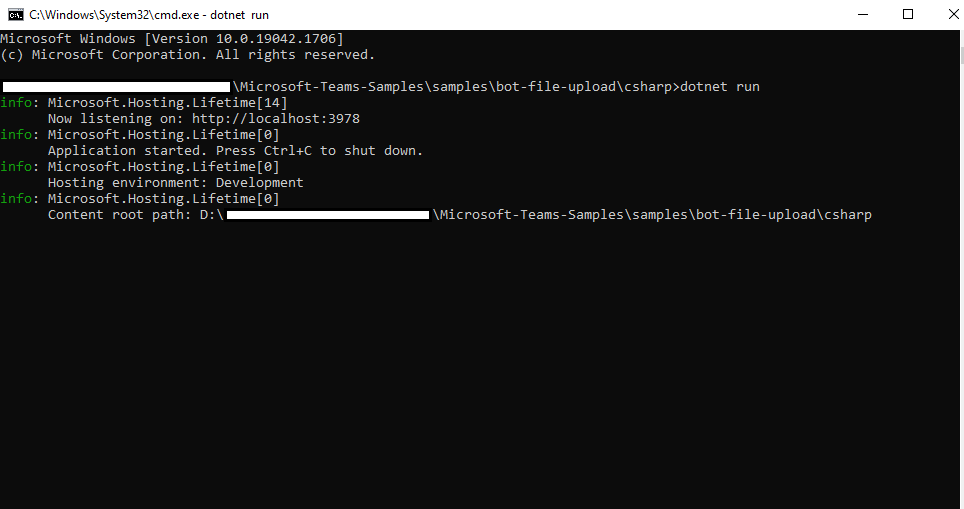 C:\Windows\System32\cmd.exe - dotnet run
Microsoft Windows [Version 10.0.19042.1706]
(c) Microsoft Corporation. All rights reserved.
\Microsoft-Teams-Samples\samples\bot-file-upload\csharp>dotnet run
info: Microsoft.Hosting.Lifetime[14]
Now listening on: http://localhost:3978
info: Microsoft.Hosting.Lifetime[0]
Application started. Press Ctrl+C to shut down.
info: Microsoft.Hosting.Lifetime[0]
Hosting environment: Development
info: Microsoft.Hosting.Lifetime[0]
Content root path: D:\ \Microsoft-Teams-Samples\samples\bot-file-upload\csharp